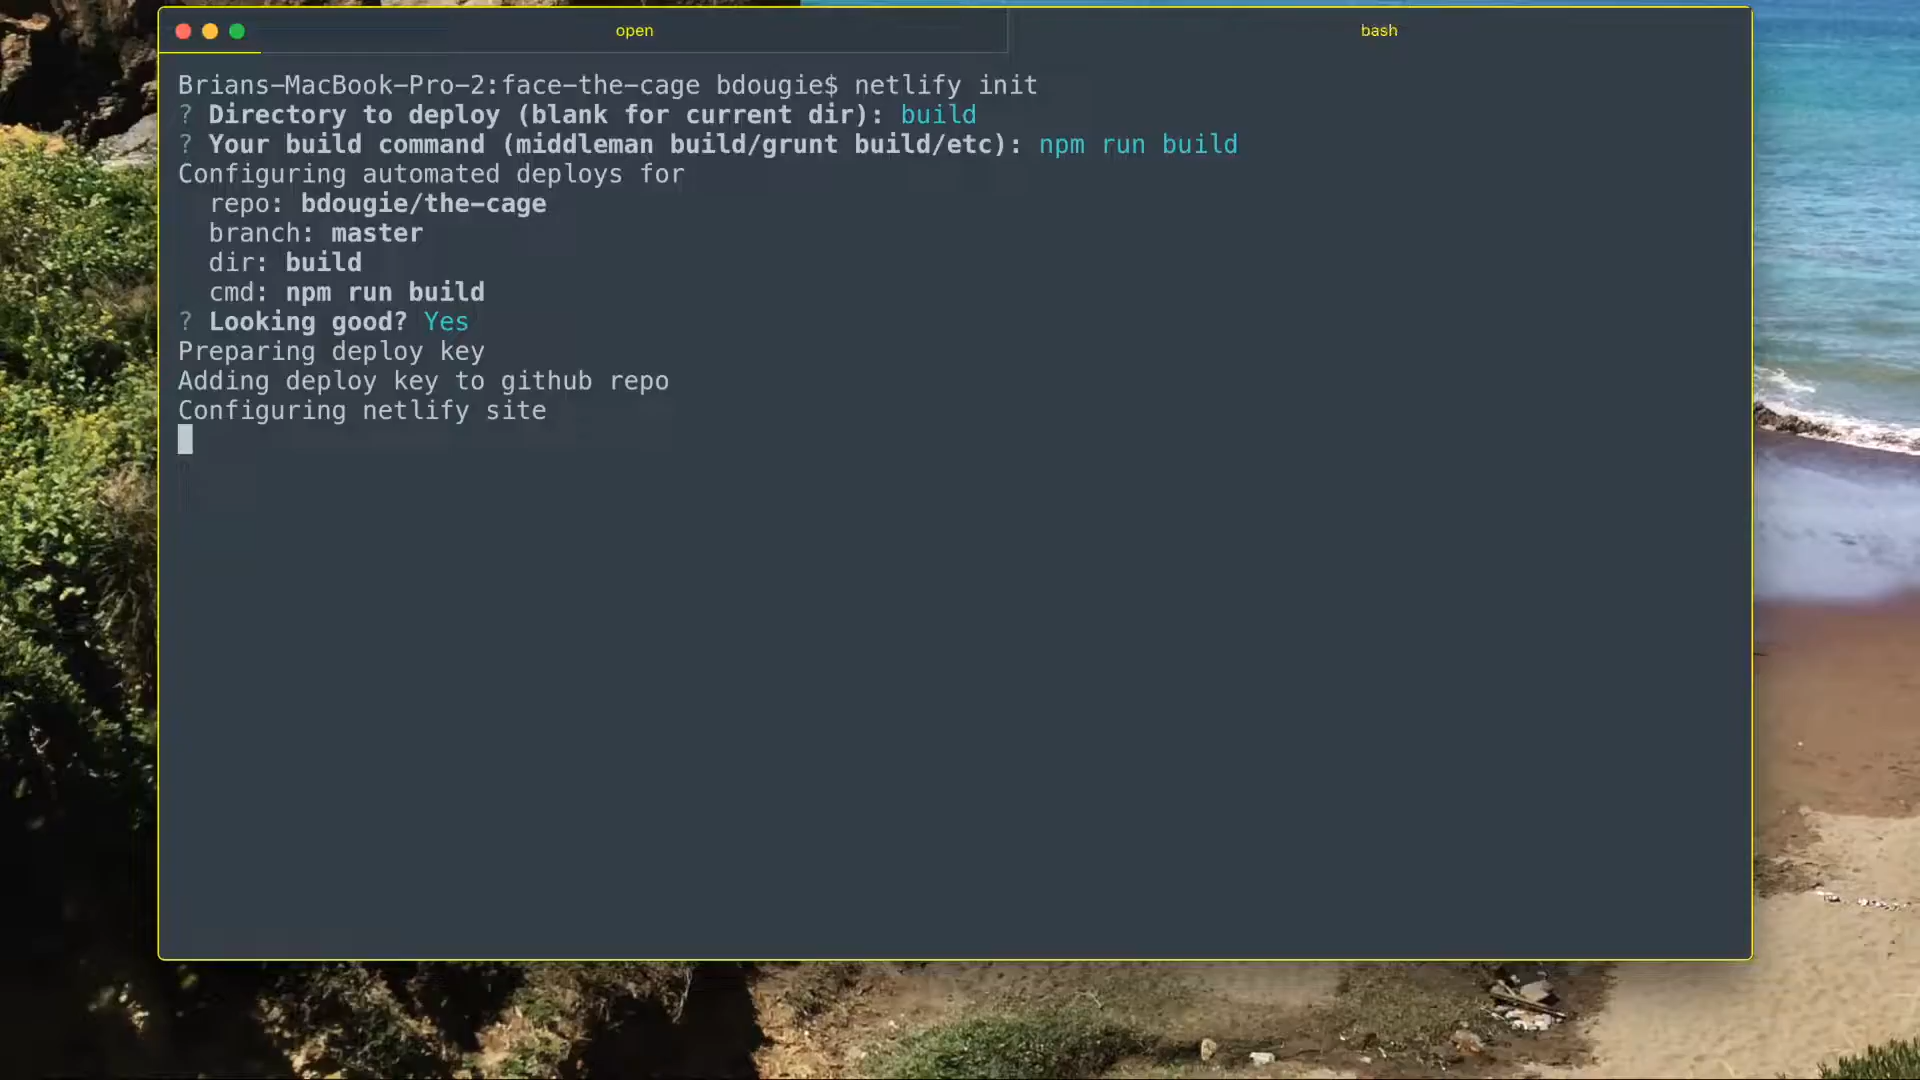 open
bash
Brians-MacBook-Pro-2:face-the-cage bdougie$ netlify init
? Directory to deploy (blank for current dir): build
? Your build command (middleman build/grunt build/etc): npm run build
Configuring automated deploys for
repo: bdougie/the-cage
branch: master
dir: build
cmd: npm run build
? Looking good? Yes
Preparing deploy key
Adding deploy key to github repo
Configuring netlify site